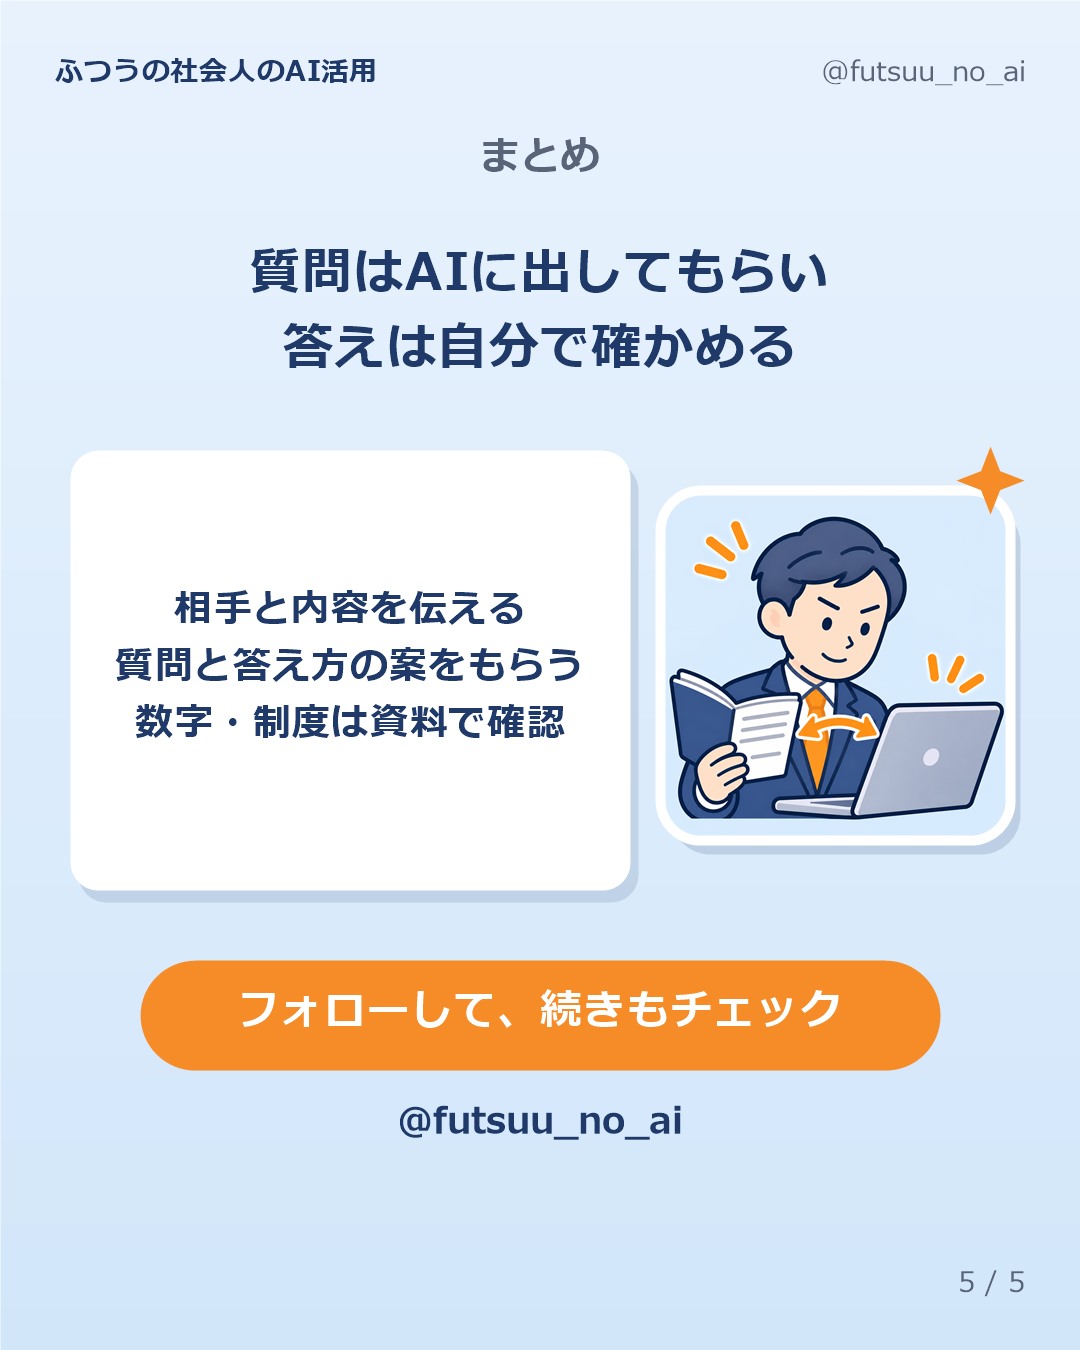 ふつうの社会人のAI活用
@futsuu_no_ai
まとめ
質問はAIに出してもらい
答えは自分で確かめる
相手と内容を伝える
質問と答え方の案をもらう
数字・制度は資料で確認
フォローして、続きもチェック
@futsuu_no_ai
5 / 5